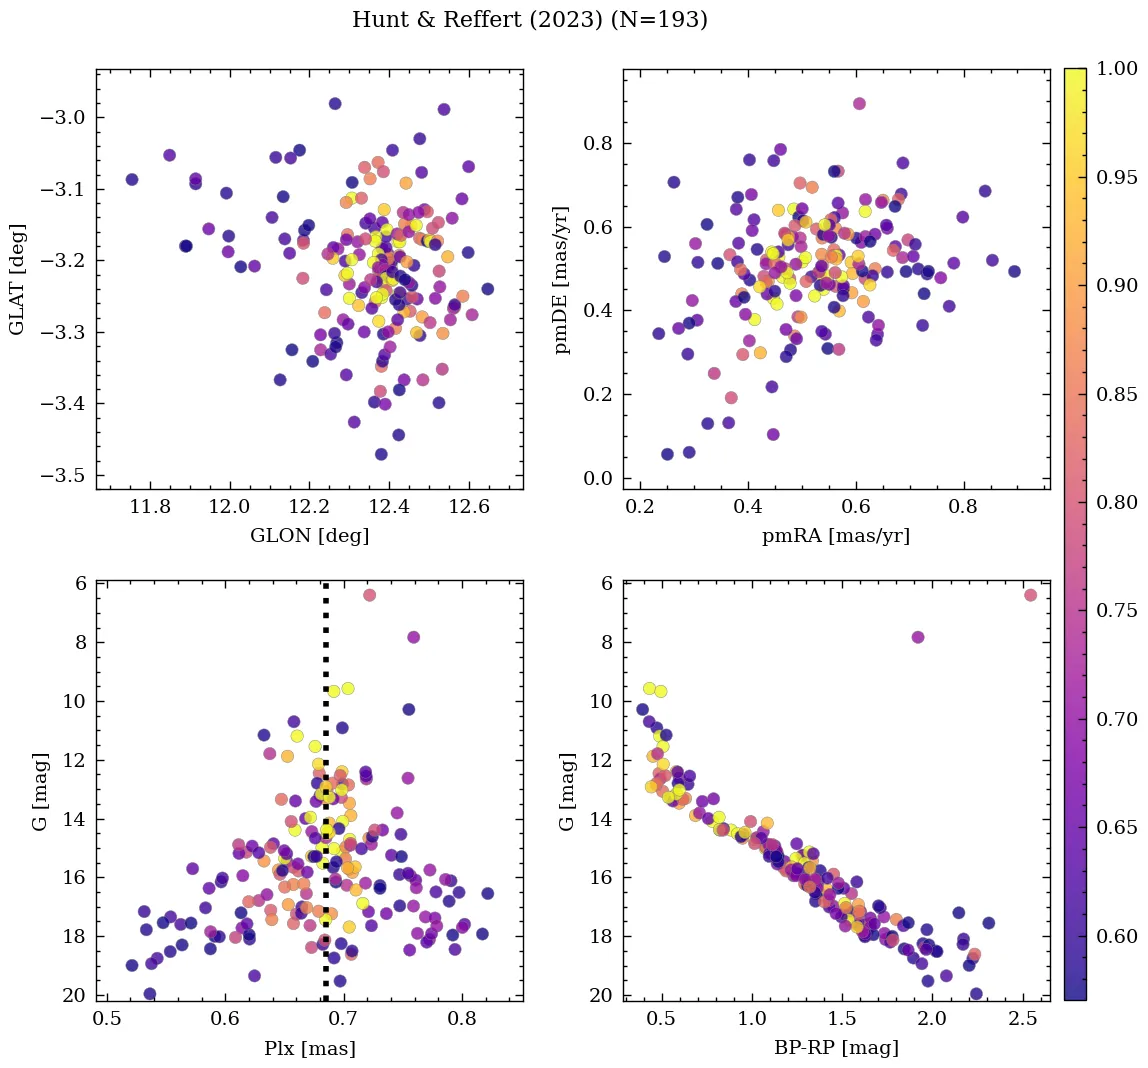 Hunt & Reffert (2023) (N=193)
−3.0
−3.1
−3.2
−3.3
−3.4
−3.5
GLAT [deg]
11.8 12.0 12.2 12.4 12.6
GLON [deg]
0.8
0.6
0.4
0.2
0.0
pmDE [mas/yr]
0.2 0.4 0.6 0.8
pmRA [mas/yr]
1.00
0.95
0.90
0.85
0.80
0.75
0.70
0.65
0.60
6
8
10
12
14
16
18
20
G [mag]
0.5 0.6 0.7 0.8
Plx [mas]
6
8
10
12
14
16
18
20
G [mag]
0.5 1.0 1.5 2.0 2.5
BP-RP [mag]